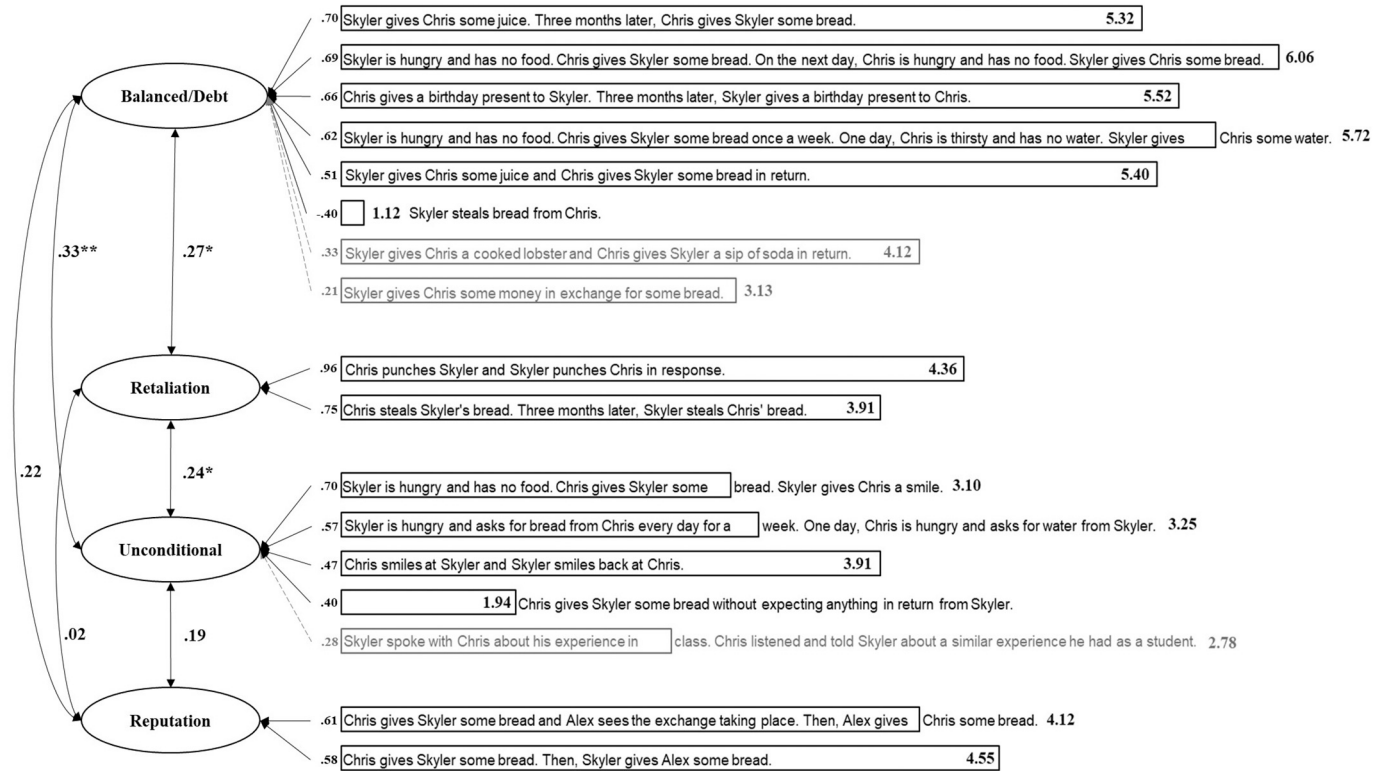 .70 Skyler gives Chris some juice. Three months later, Chris gives Skyler some bread. 5.32
.69 Skyler is hungry and has no food. Chris gives Skyler some bread. On the next day, Chris is hungry and has no food. Skyler gives Chris some bread. 6.06
Balanced/Debt
.66 Chris gives a birthday present to Skyler. Three months later, Skyler gives a birthday present to Chris. 5.52
.62 Skyler is hungry and has no food. Chris gives Skyler some bread once a week. One day, Chris is thirsty and has no water. Skyler gives Chris some water. 5.72
.51 Skyler gives Chris some juice and Chris gives Skyler some bread in return. 5.40
-.40 1.12 Skyler steals bread from Chris.
.33** .27* .33 Skyler gives Chris a cooked lobster and Chris gives Skyler a sip of soda in return. 4.12
.21 Skyler gives Chris some money in exchange for some bread. 3.13
.96 Chris punches Skyler and Skyler punches Chris in response. 4.36
Retaliation
.75 Chris steals Skyler's bread. Three months later, Skyler steals Chris' bread. 3.91
.22 .24*
.70 Skyler is hungry and has no food. Chris gives Skyler some bread. Skyler gives Chris a smile. 3.10
.57 Skyler is hungry and asks for bread from Chris every day for a week. One day, Chris is hungry and asks for water from Skyler. 3.25
Unconditional
.47 Chris smiles at Skyler and Skyler smiles back at Chris. 3.91
.40 1.94 Chris gives Skyler some bread without expecting anything in return from Skyler.
.02 .19 .28 Skyler spoke with Chris about his experience in class. Chris listened and told Skyler about a similar experience he had as a student. 2.78
Reputation
.61 Chris gives Skyler some bread and Alex sees the exchange taking place. Then, Alex gives Chris some bread. 4.12
.58 Chris gives Skyler some bread. Then, Skyler gives Alex some bread. 4.55